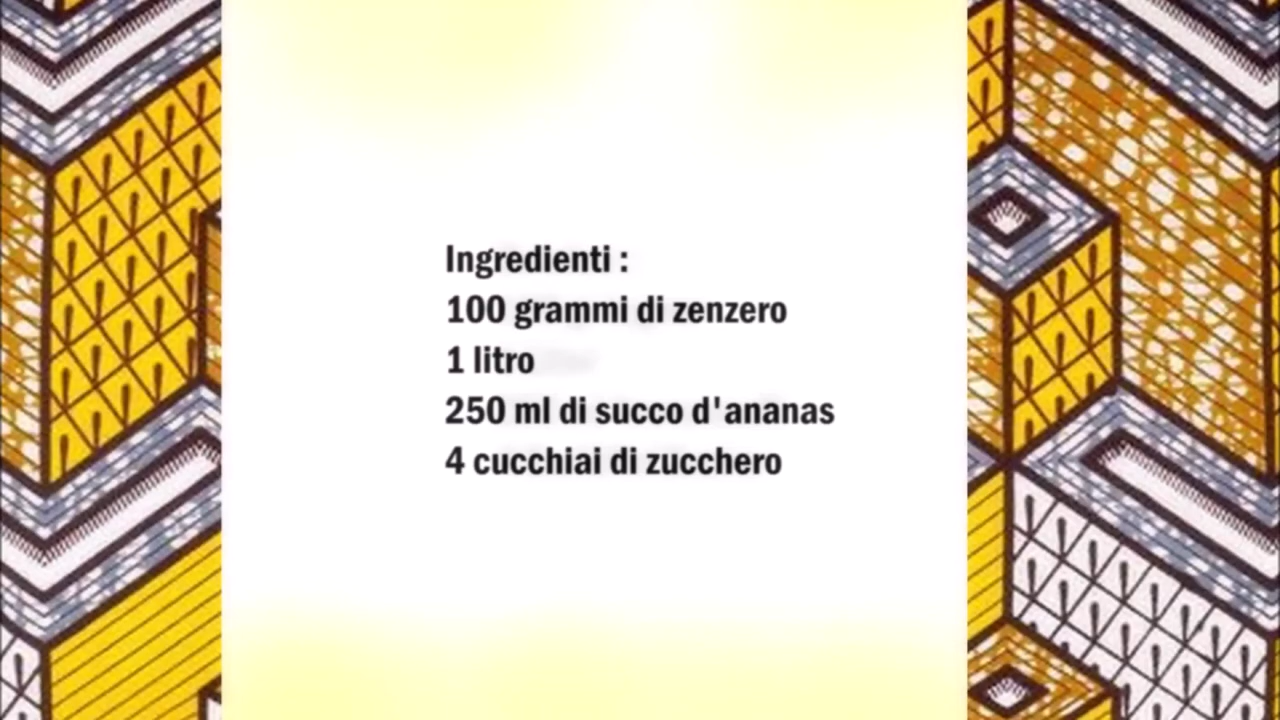 Ingredienti :
100 grammi di zenzero
1 litro
250 ml di succo d'ananas
4 cucchiai di zucchero